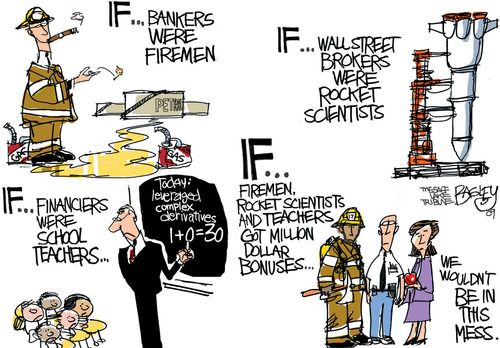 IF... BANKERS
WERE
FIREMEN
PETR
GAS
GAS
IF... WALL STREET
BROKERS
WERE
ROCKET
SCIENTISTS
THE SALT
LAKE
TRIBUNE
BAGLEY
09
IF... FINANCIERS
WERE
SCHOOL
TEACHERS...
Today:
leveraged
complex
derivatives
1+0=30
IF...
FIREMEN,
ROCKET SCIENTISTS
AND TEACHERS
GOT MILLION
DOLLAR
BONUSES...
WE
WOULDN'T
BE IN
THIS
MESS.